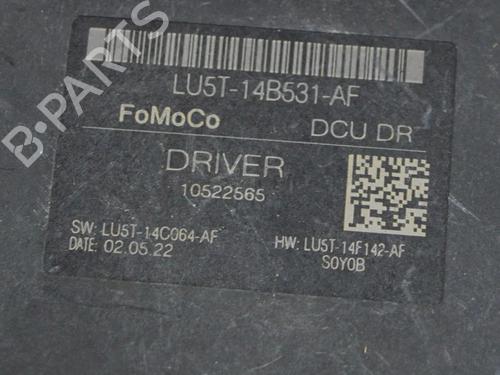 LU5T-14B531-AF
FoMoCo DCU DR
DRIVER
10522565
SW: LU5T-14C064-AF HW: LU5T-14F142-AF
DATE: 02.05.22 S0Y0B
B-PARTS